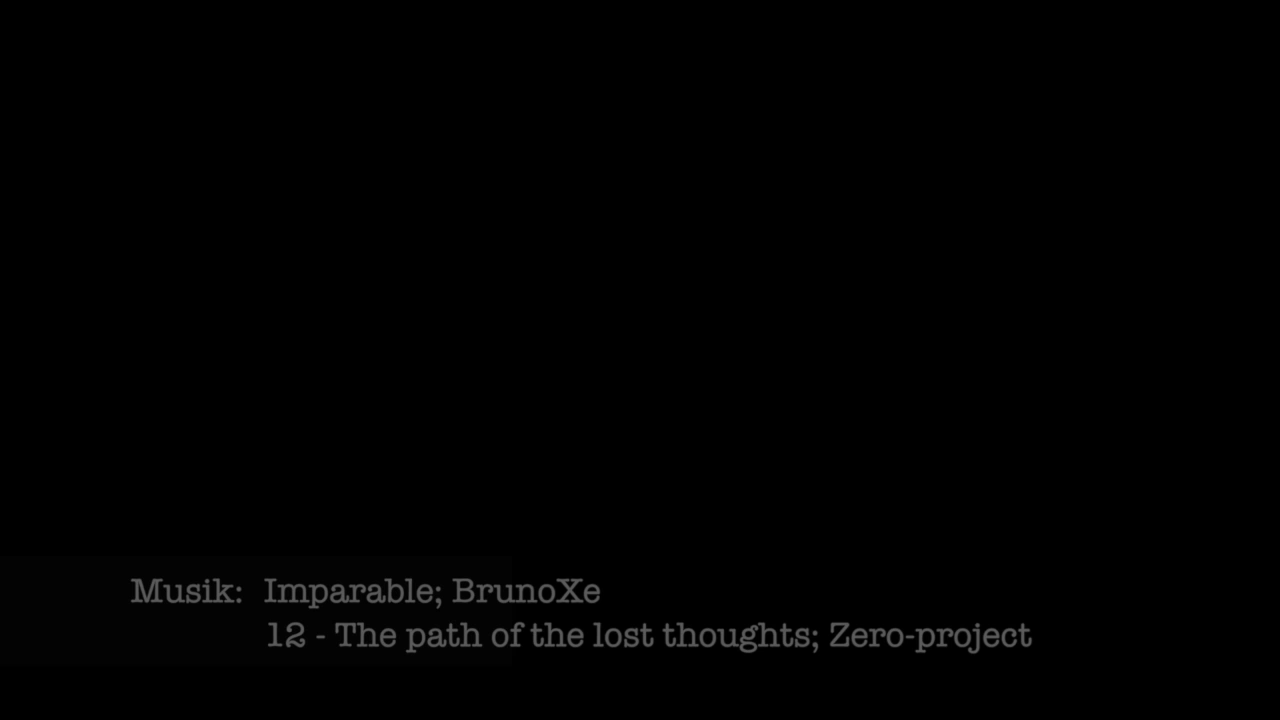 Musik: Imparable; BrunoXe
12 - The path of the lost thoughts; Zero-project